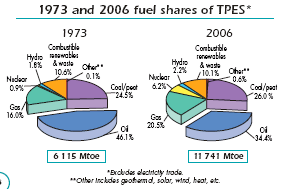 1973 and 2006 fuel shares of TPES*
1973
Hydro
1.8%
Combustible
renewables
& waste
10.6%
Other**
0.1%
Nuclear
0.9%
Coal/peat
24.5%
Gas
16.0%
Oil
46.1%
6 115 Mtoe
2006
Hydro
2.2%
Combustible
renewables
& waste
10.1%
Other**
0.6%
Nuclear
6.2%
Coal/peat
26.0 %
Gas
20.5%
Oil
34.4%
11 741 Mtoe
*Excludes electricity trade.
**Other includes geothermal, solar, wind, heat, etc.